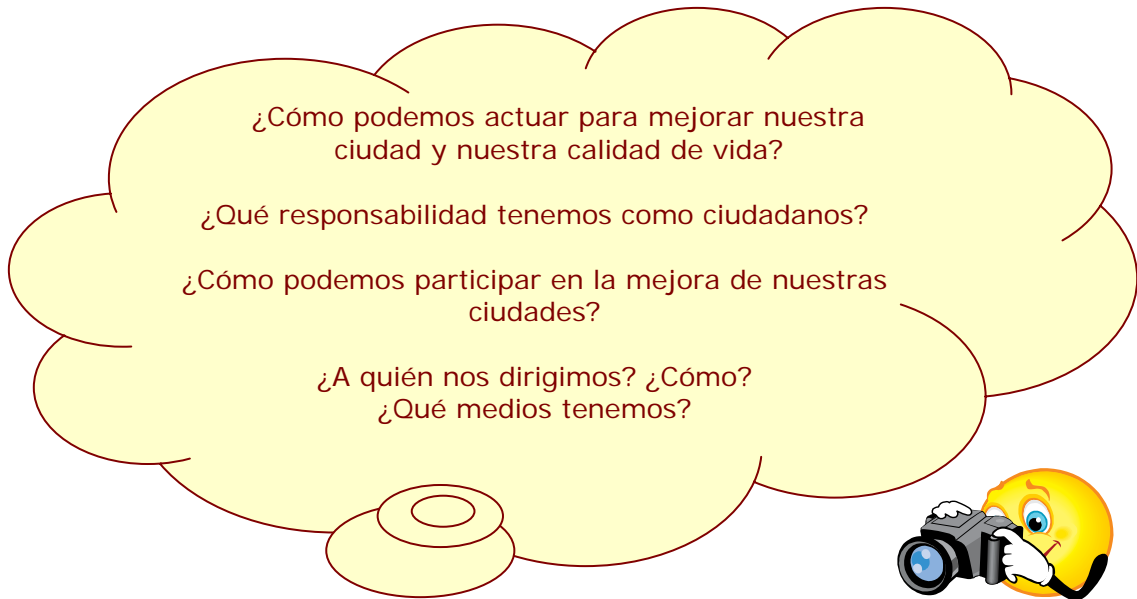 ¿Cómo podemos actuar para mejorar nuestra
ciudad y nuestra calidad de vida?
¿Qué responsabilidad tenemos como ciudadanos?
¿Cómo podemos participar en la mejora de nuestras
ciudades?
¿A quién nos dirigimos? ¿Cómo?
¿Qué medios tenemos?